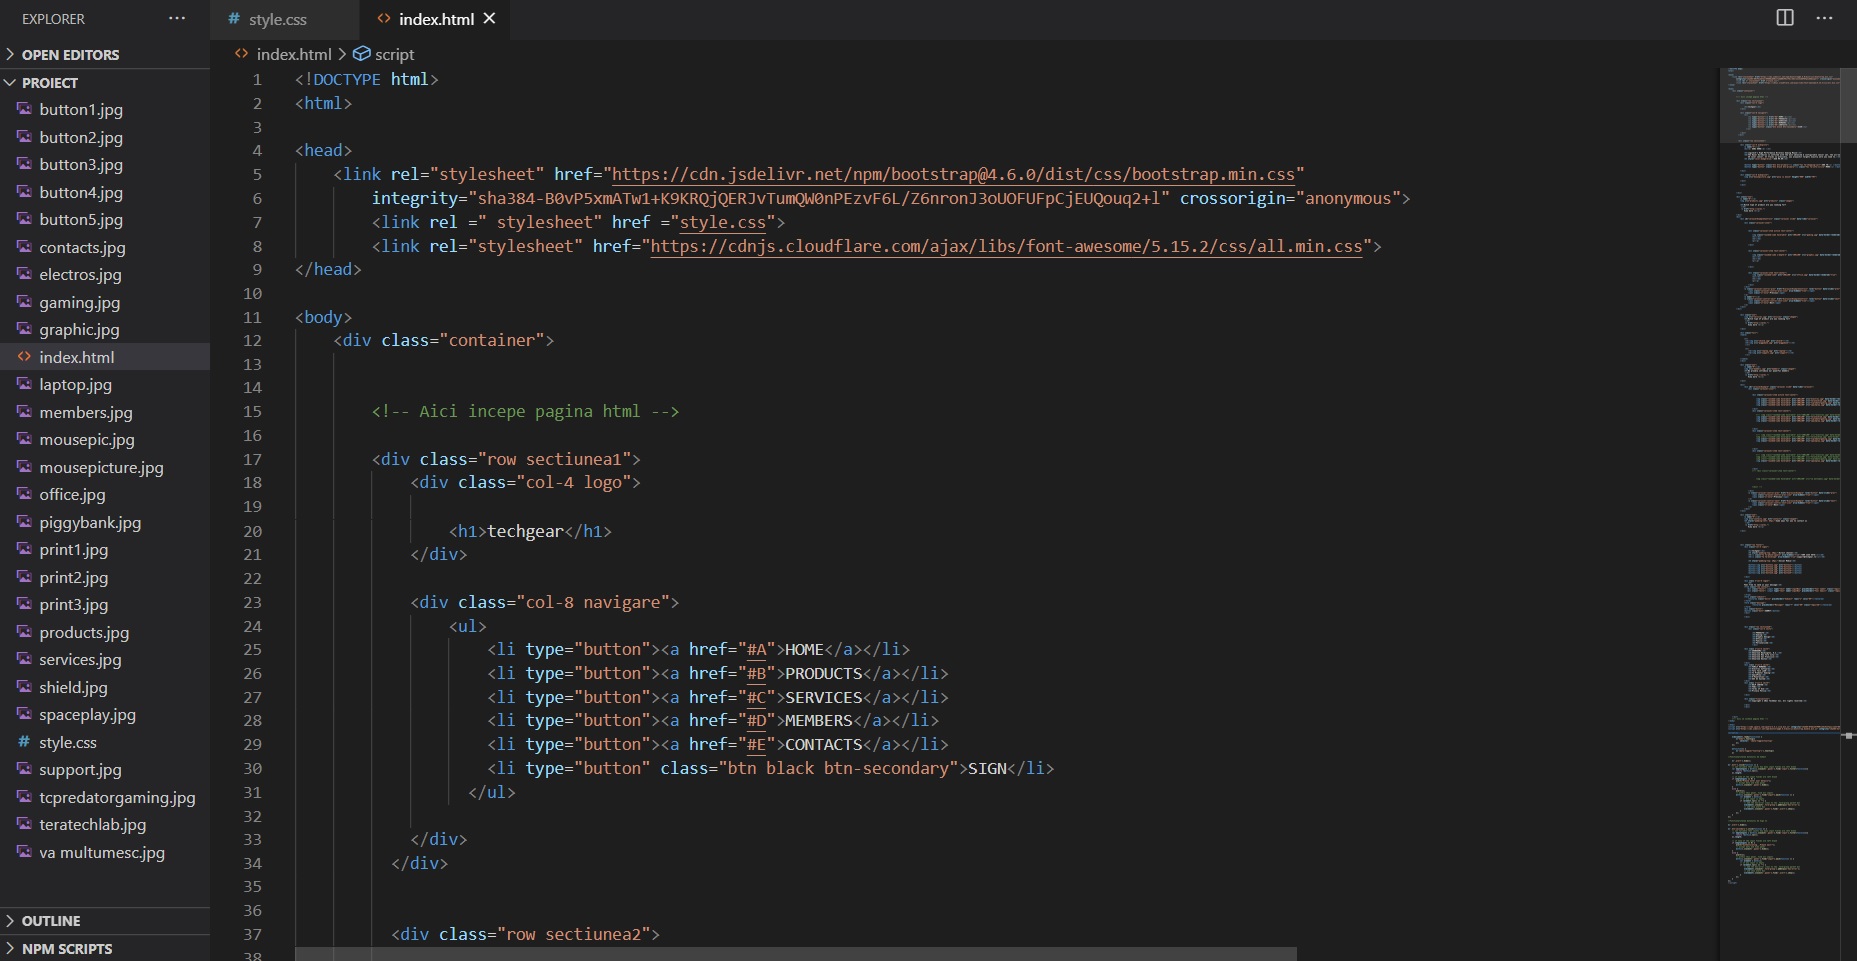 EXPLORER
OPEN EDITORS
PROJECT
button1.jpg
button2.jpg
button3.jpg
button4.jpg
button5.jpg
contacts.jpg
electros.jpg
gaming.jpg
graphic.jpg
index.html
laptop.jpg
members.jpg
mousepic.jpg
mousepicture.jpg
office.jpg
piggybank.jpg
print1.jpg
print2.jpg
print3.jpg
products.jpg
services.jpg
shield.jpg
spaceplay.jpg
style.css
support.jpg
tcpredatorgaming.jpg
teratechlab.jpg
va multumesc.jpg
OUTLINE
NPM SCRIPTS
style.css
index.html
index.html > script
1 <!DOCTYPE html>
2 <html>
3
4 <head>
5 <link rel="stylesheet" href="https://cdn.jsdelivr.net/npm/bootstrap@4.6.0/dist/css/bootstrap.min.css"
6 integrity="sha384-B0vP5xmATw1+K9KRQjQERJvTumQW0nPEzvF6L/Z6nronJ3oUOFUFpCjEUQouq2+l" crossorigin="anonymous">
7 <link rel =" stylesheet" href ="style.css">
8 <link rel="stylesheet" href="https://cdnjs.cloudflare.com/ajax/libs/font-awesome/5.15.2/css/all.min.css">
9 </head>
10
11 <body>
12 <div class="container">
13
14
15 <!-- Aici incepe pagina html -->
16
17 <div class="row sectiunea1">
18 <div class="col-4 logo">
19
20 <h1>techgear</h1>
21 </div>
22
23 <div class="col-8 navigare">
24 <ul>
25 <li type="button"><a href="#A">HOME</a></li>
26 <li type="button"><a href="#B">PRODUCTS</a></li>
27 <li type="button"><a href="#C">SERVICES</a></li>
28 <li type="button"><a href="#D">MEMBERS</a></li>
29 <li type="button"><a href="#E">CONTACTS</a></li>
30 <li type="button" class="btn black btn-secondary">SIGN</li>
31 </ul>
32
33 </div>
34 </div>
35
36
37 <div class="row sectiunea2">
38